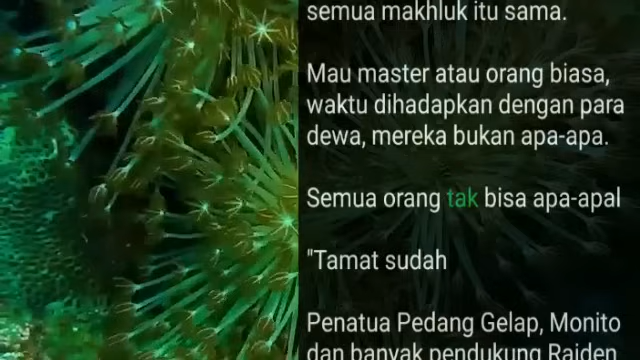 semua makhluk itu sama.
Mau master atau orang biasa,
waktu dihadapkan dengan para
dewa, mereka bukan apa-apa.
Semua orang tak bisa apa-apal
"Tamat sudah
Penatua Pedang Gelap, Monito
dan banyak pendukung Raiden